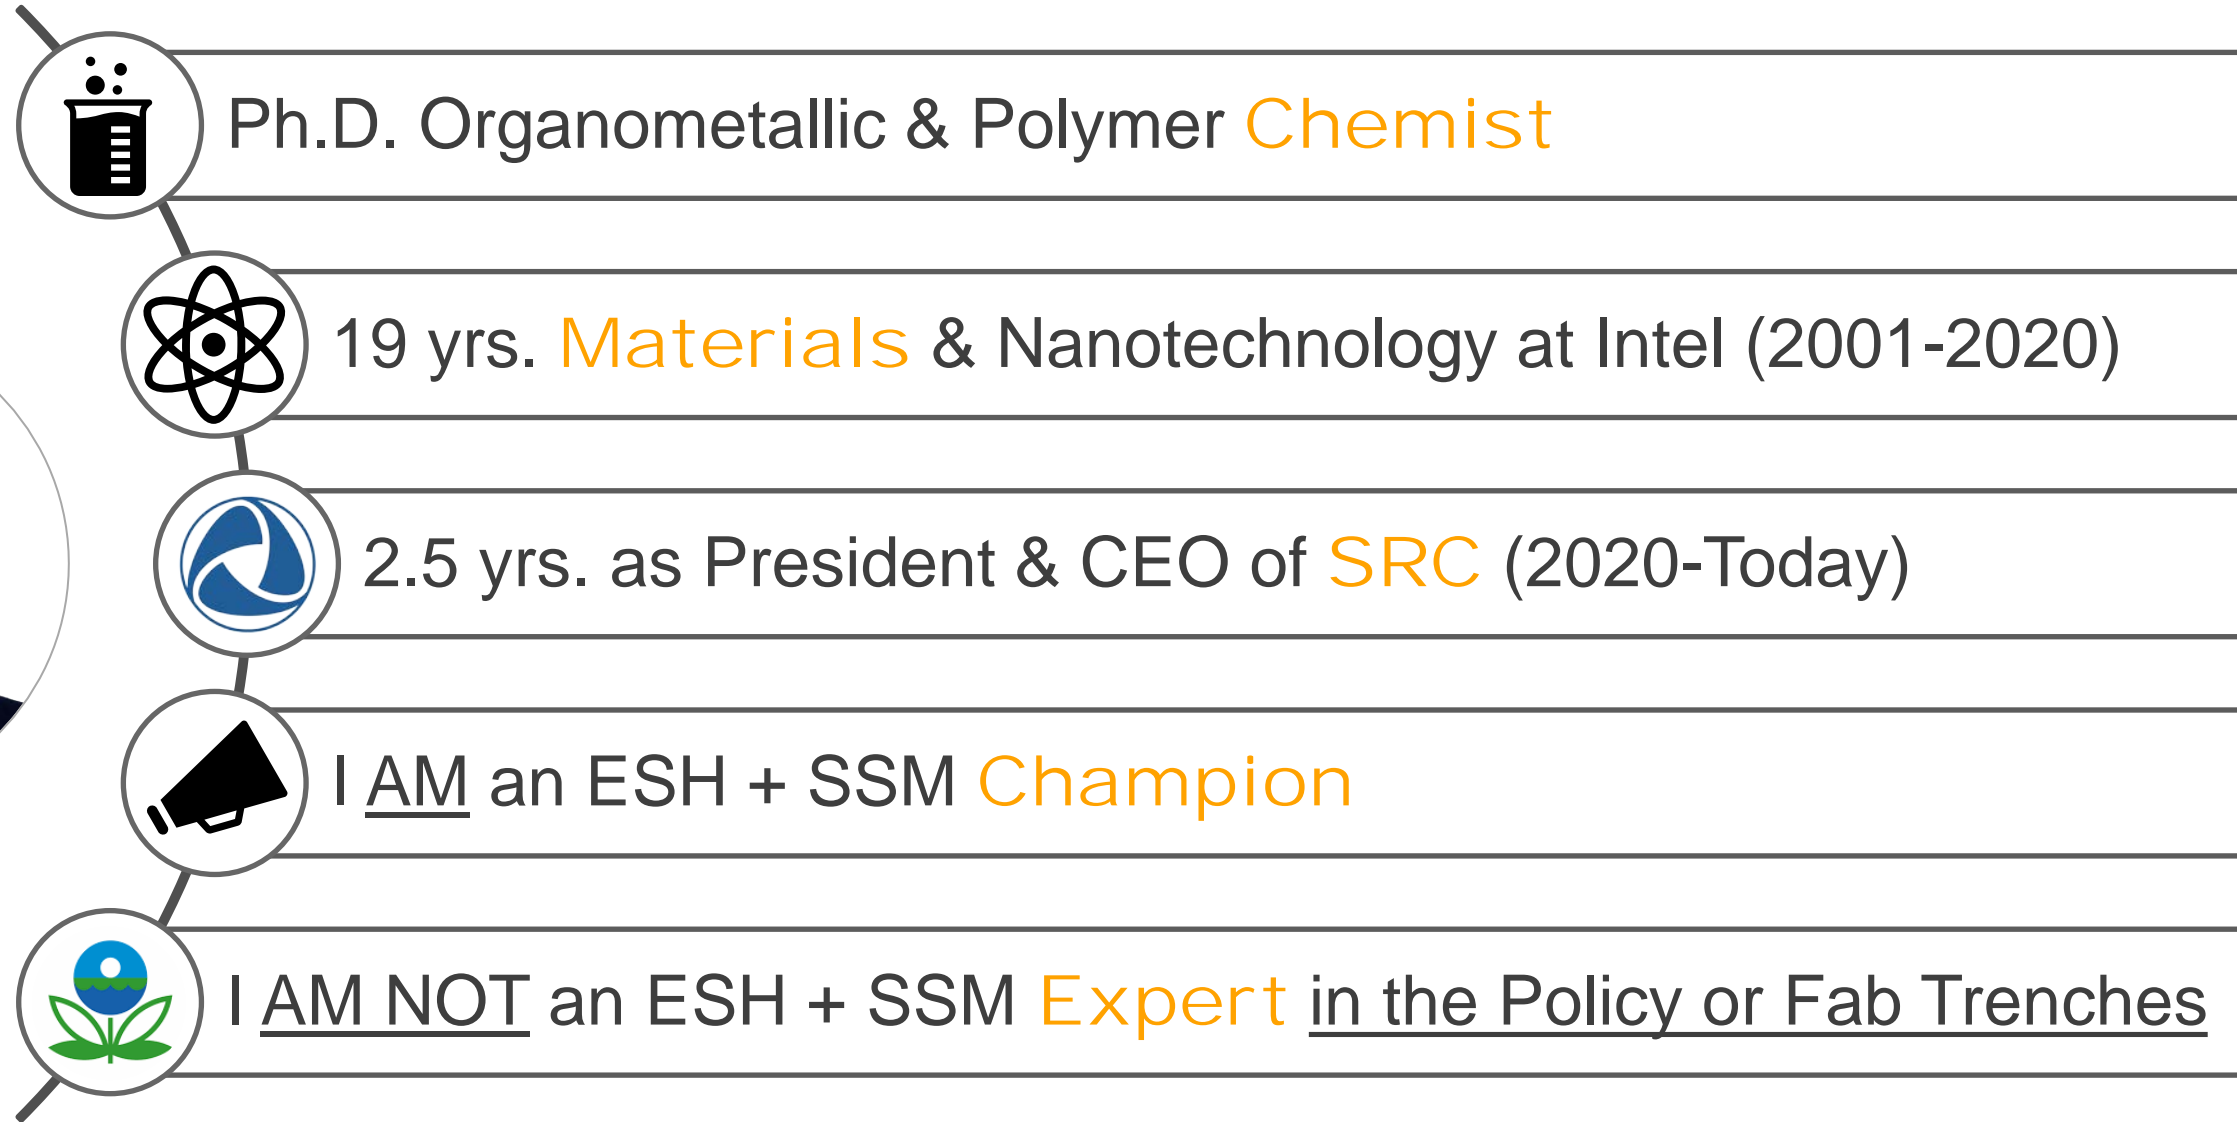 Ph.D. Organometallic & Polymer Chemist
19 yrs. Materials & Nanotechnology at Intel (2001-2020)
2.5 yrs. as President & CEO of SRC (2020-Today)
I AM an ESH + SSM Champion
I AM NOT an ESH + SSM Expert in the Policy or Fab Trenches